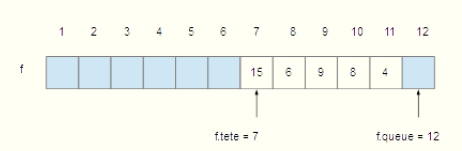 1 2 3 4 5 6 7 8 9 10 11 12
f 15 6 9 8 4
f.tete = 7 f.queue = 12